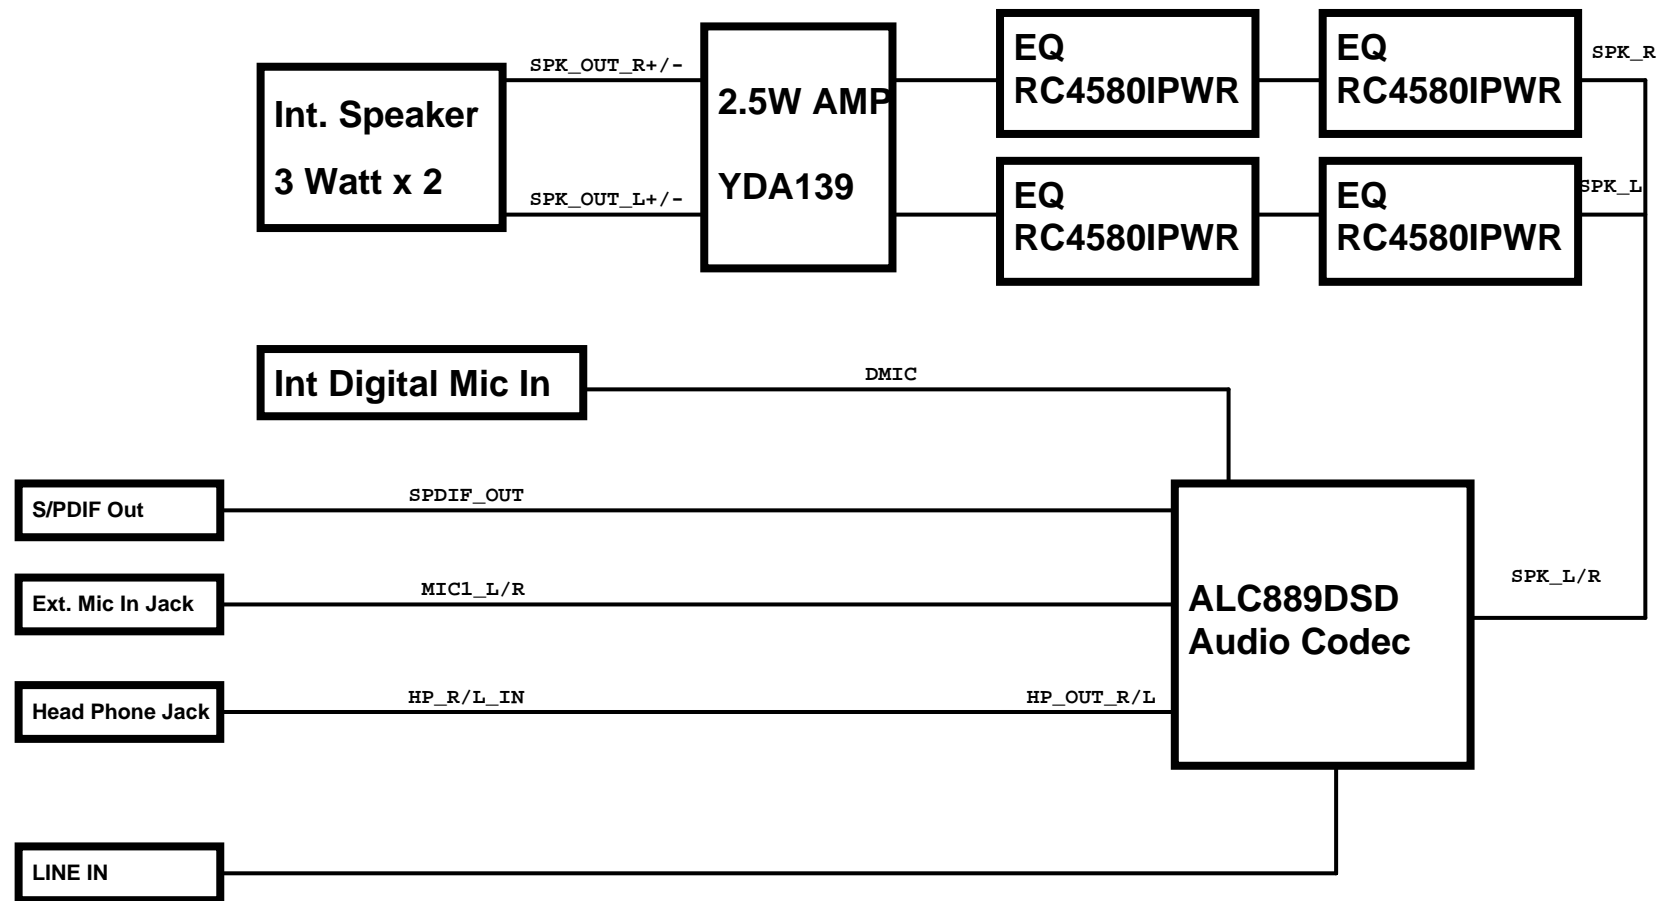 SPK_OUT_R+/-
Int. Speaker
3 Watt x 2
SPK_OUT_L+/-
2.5W AMP
YDA139
EQ
RC4580IPWR
EQ
RC4580IPWR
SPK_R
EQ
RC4580IPWR
EQ
RC4580IPWR
SPK_L
Int Digital Mic In
DMIC
S/PDIF Out
SPDIF_OUT
Ext. Mic In Jack
MIC1_L/R
ALC889DSD
Audio Codec
SPK_L/R
Head Phone Jack
HP_R/L_IN
HP_OUT_R/L
LINE IN